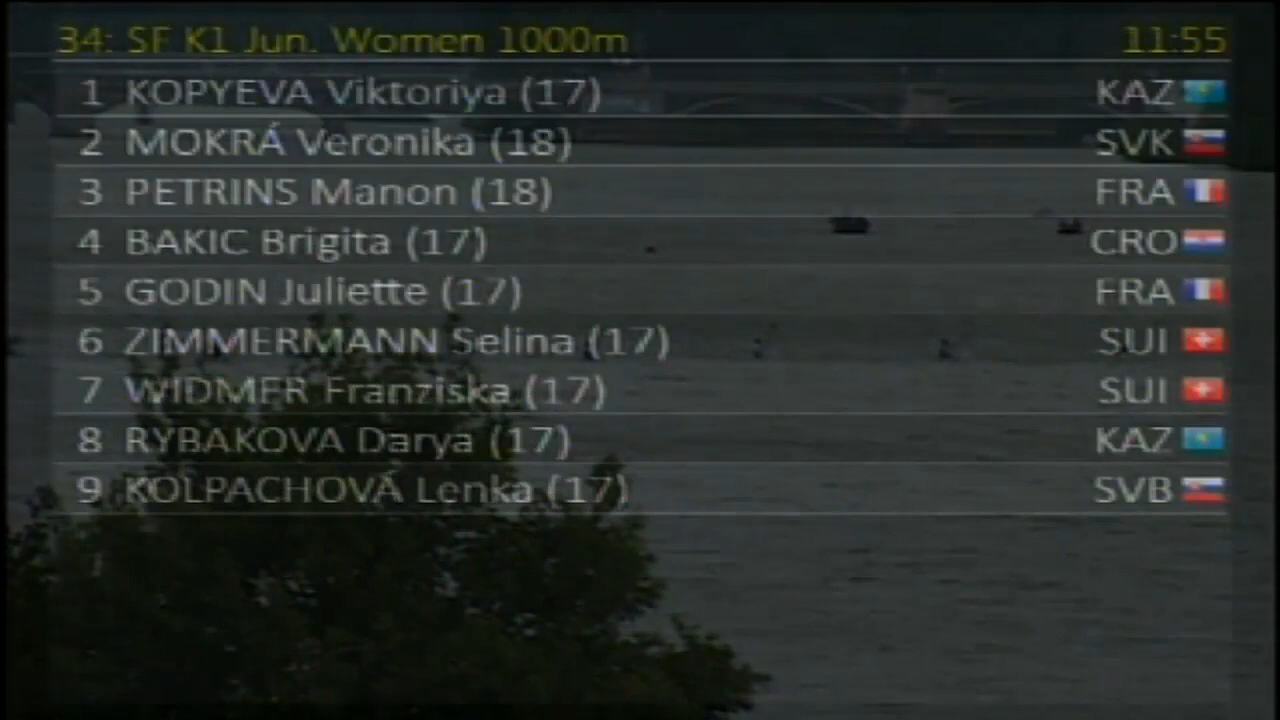 34: SF K1 Jun. Women 1000m 11:55
1 KOPYEVA Viktoriya (17) KAZ
2 MOKRÁ Veronika (18) SVK
3 PETRINS Manon (18) FRA
4 BAKIC Brigita (17) CRO
5 GODIN Juliette (17) FRA
6 ZIMMERMANN Selina (17) SUI
7 WIDMER Franziska (17) SUI
8 RYBAKOVA Darya (17) KAZ
9 KOLPACHOVÁ Lenka (17) SVB